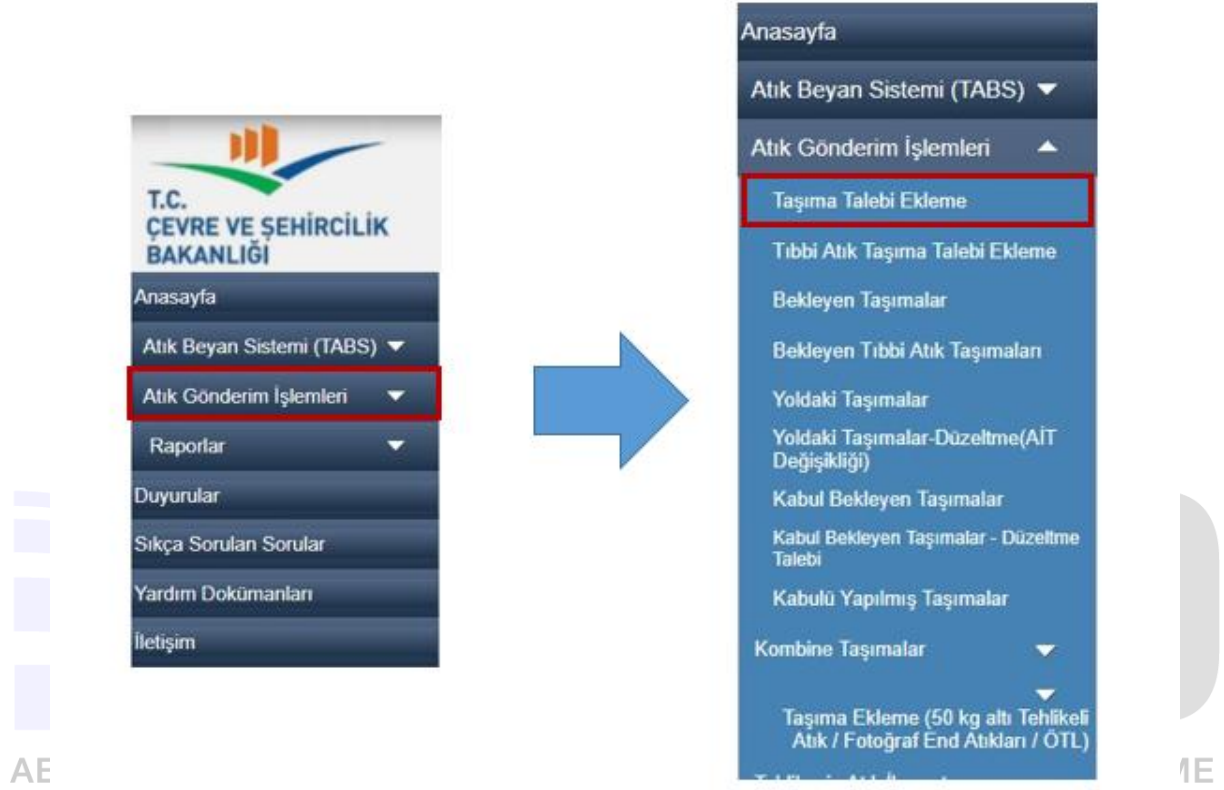 T.C.
ÇEVRE VE ŞEHİRCİLİK
BAKANLIĞI
Anasayfa
Atık Beyan Sistemi (TABS)
Atık Gönderim İşlemleri
Raporlar
Duyurular
Sıkça Sorulan Sorular
Yardım Dokümanları
İletişim
Anasayfa
Atık Beyan Sistemi (TABS)
Atık Gönderim İşlemleri
Taşıma Talebi Ekleme
Tıbbi Atık Taşıma Talebi Ekleme
Bekleyen Taşımalar
Bekleyen Tıbbi Atık Taşımaları
Yoldaki Taşımalar
Yoldaki Taşımalar-Düzeltme(AİT
Değişikliği)
Kabul Bekleyen Taşımalar
Kabul Bekleyen Taşımalar - Düzeltme
Talebi
Kabulü Yapılmış Taşımalar
Kombine Taşımalar
Taşıma Ekleme (50 kg altı Tehlikeli
Atık / Fotoğraf End Atıkları / ÖTL)